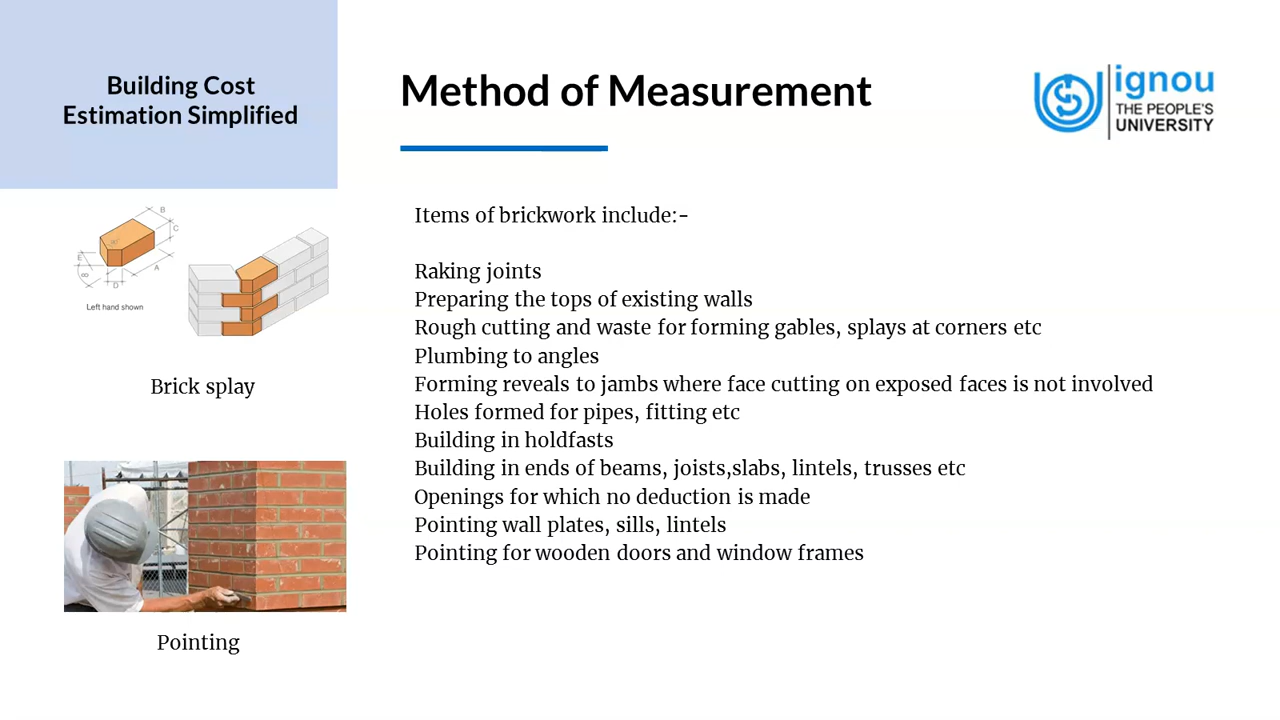 Building Cost
Estimation Simplified
Method of Measurement
ignou
THE PEOPLE'S
UNIVERSITY
B
C
A
E
D
Left hand shown
Brick splay
Pointing
Items of brickwork include:-
Raking joints
Preparing the tops of existing walls
Rough cutting and waste for forming gables, splays at corners etc
Plumbing to angles
Forming reveals to jambs where face cutting on exposed faces is not involved
Holes formed for pipes, fitting etc
Building in holdfasts
Building in ends of beams, joists,slabs, lintels, trusses etc
Openings for which no deduction is made
Pointing wall plates, sills, lintels
Pointing for wooden doors and window frames